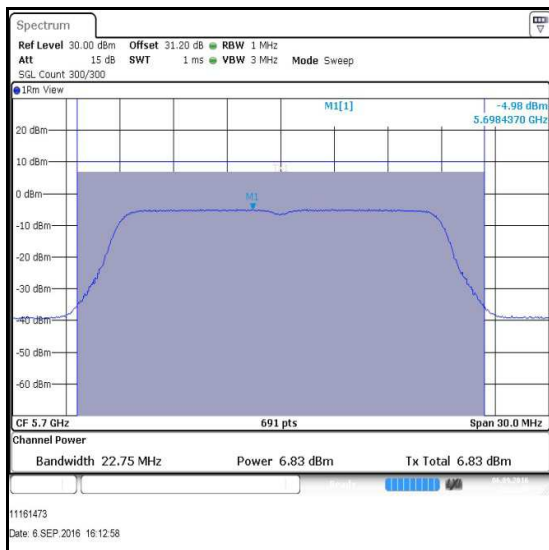 Spectrum
Ref Level 30.00 dBm Offset 31.20 dB RBW 1 MHz
Att 15 dB SWT 1 ms VBW 3 MHz Mode Sweep
SGL Count 300/300
1Rm View
M1[1] -4.98 dBm
5.6984370 GHz
20 dBm
10 dBm
0 dBm
M1
-10 dBm
-20 dBm
-30 dBm
-40 dBm
-50 dBm
-60 dBm
CF 5.7 GHz 691 pts Span 30.0 MHz
Channel Power
Bandwidth 22.75 MHz Power 6.83 dBm Tx Total 6.83 dBm
11161473
Date: 6.SEP.2016 16:12:58